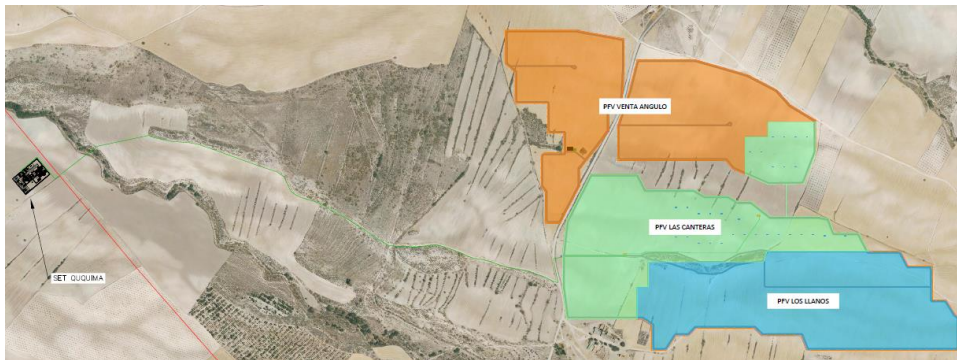 PFV VENTA ANGULO
PFV LAS CANTERAS
SET QUQUIMA
PFV LOS LLANOS